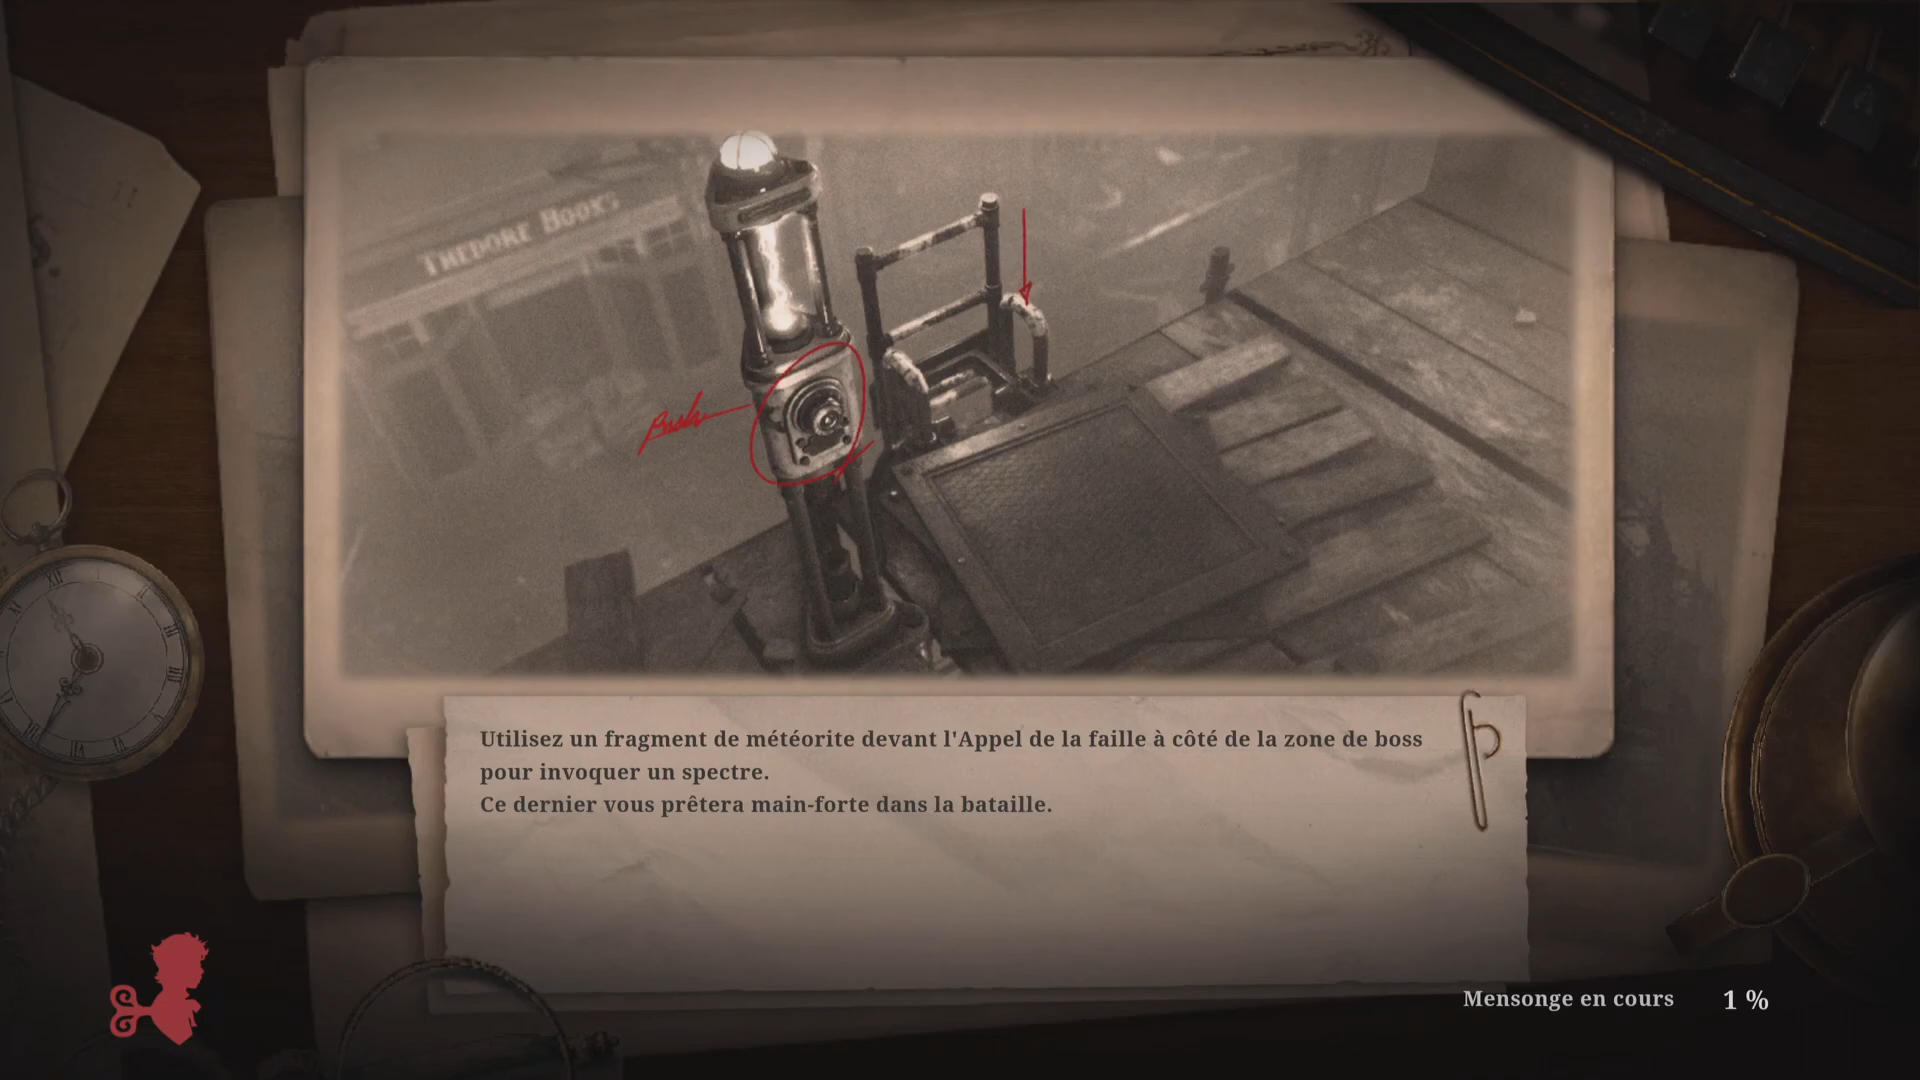 THEDORE BOOKS
Push
Utilisez un fragment de météorite devant l'Appel de la faille à côté de la zone de boss
pour invoquer un spectre.
Ce dernier vous prêtera main-forte dans la bataille.
Mensonge en cours 1 %